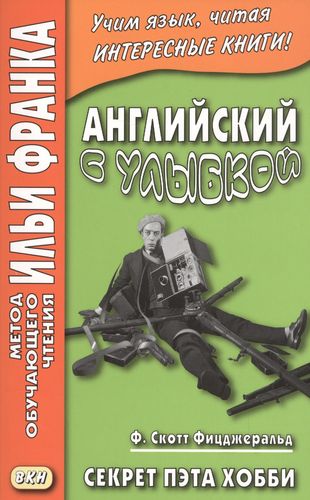 Учим язык, читая
ИНТЕРЕСНЫЕ КНИГИ!
МЕТОД
ОБУЧАЮЩЕГО
ЧТЕНИЯ
ИЛЬИ ФРАНКА
АНГЛИЙСКИЙ
С УЛЫБКОЙ
Ф. Скотт Фицджеральд
СЕКРЕТ ПЭТА ХОББИ
ВКН